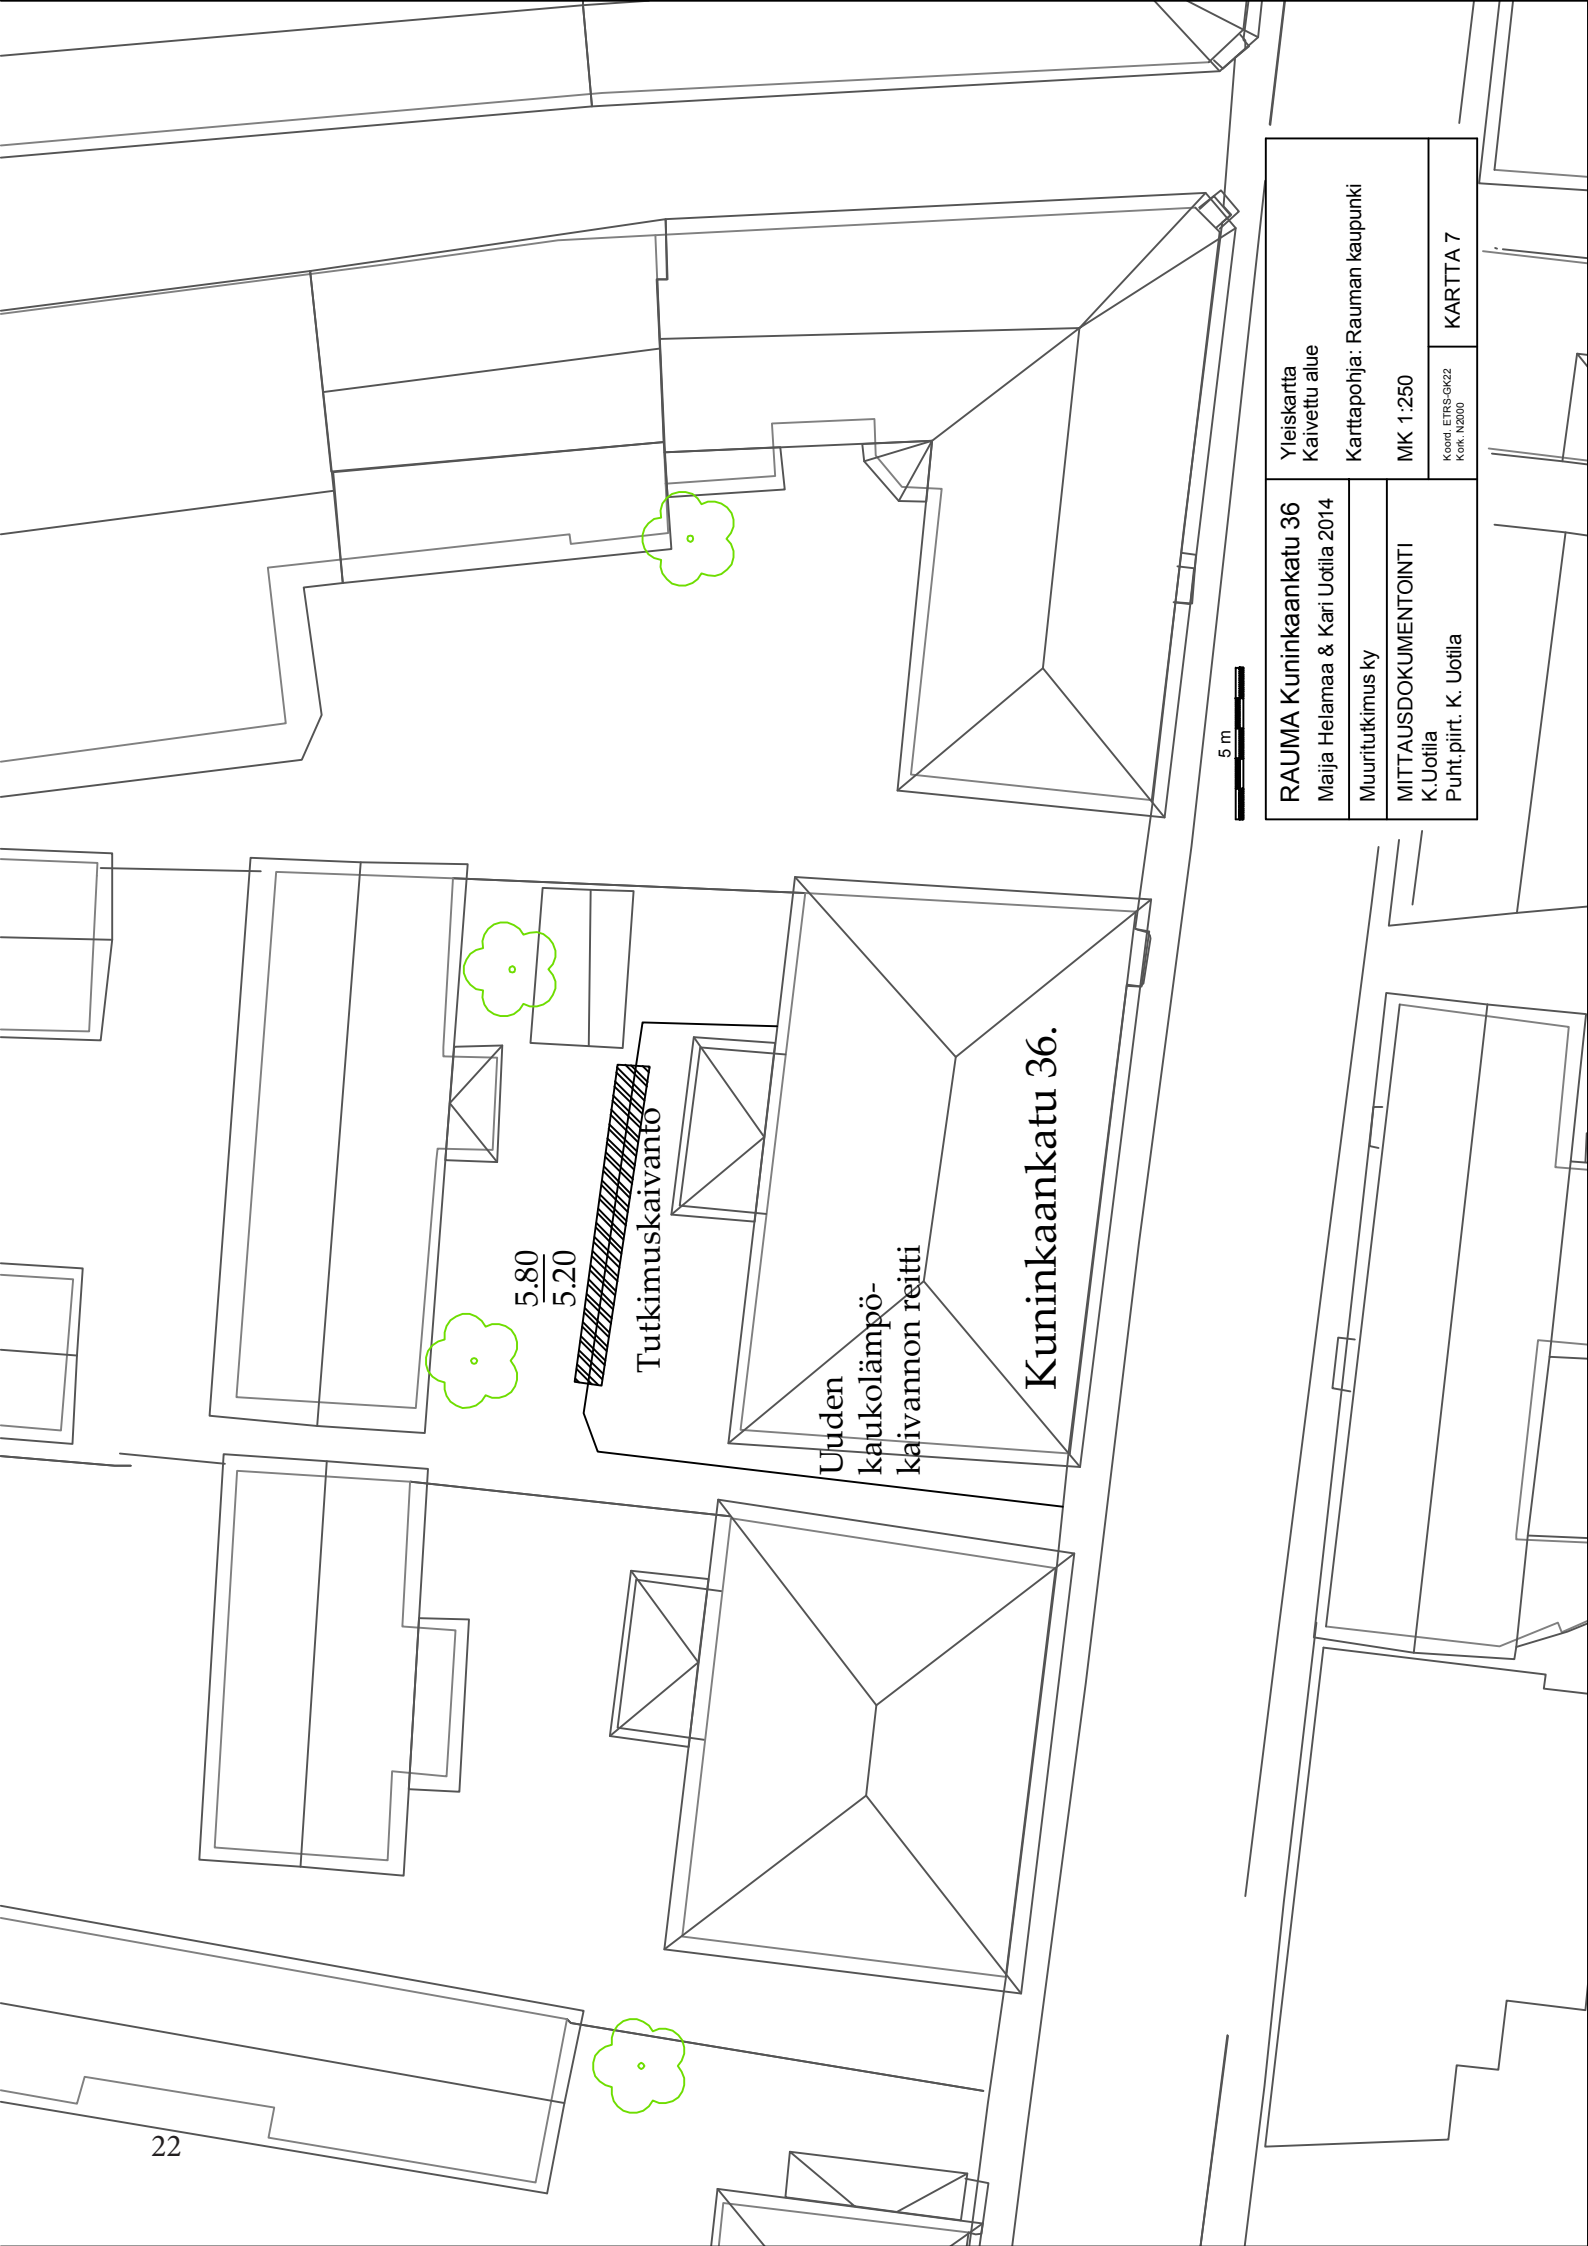 5.80
5.20
Tutkimuskaivanto
Uuden
kaukolämpö-
kaivannon reitti
Kuninkaankatu 36.
5 m
RAUMA Kuninkaankatu 36
Maija Helamaa & Kari Uotila 2014
Muuritutkimus ky
MITTAUSDOKUMENTOINTI
K.Uotila
Puht.piirt. K. Uotila
Yleiskartta
Kaivettu alue
Karttapohja: Rauman kaupunki
MK 1:250
Koord. ETRS-GK22
Kork. N2000
KARTTA 7
22